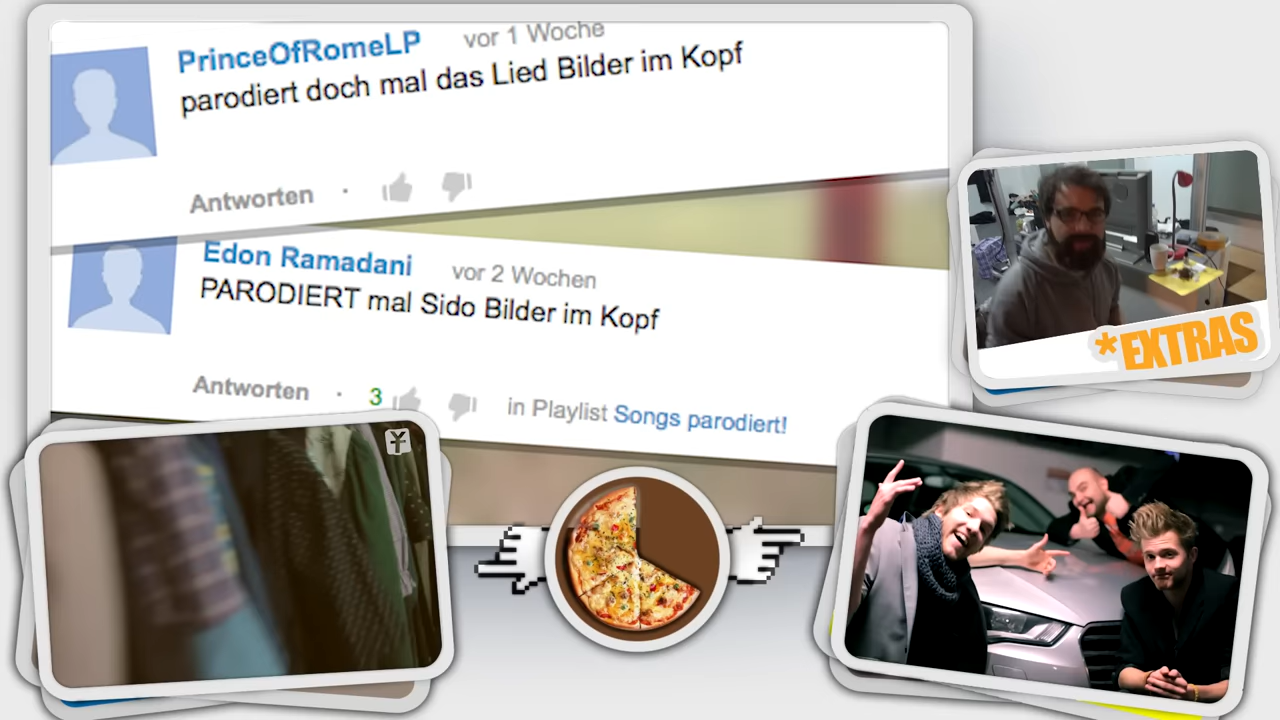 PrinceOfRomeLP vor 1 Woche
parodiert doch mal das Lied Bilder im Kopf
Antworten ·
Edon Ramadani vor 2 Wochen
PARODIERT mal Sido Bilder im Kopf
Antworten · 3 in Playlist Songs parodiert!
*EXTRAS